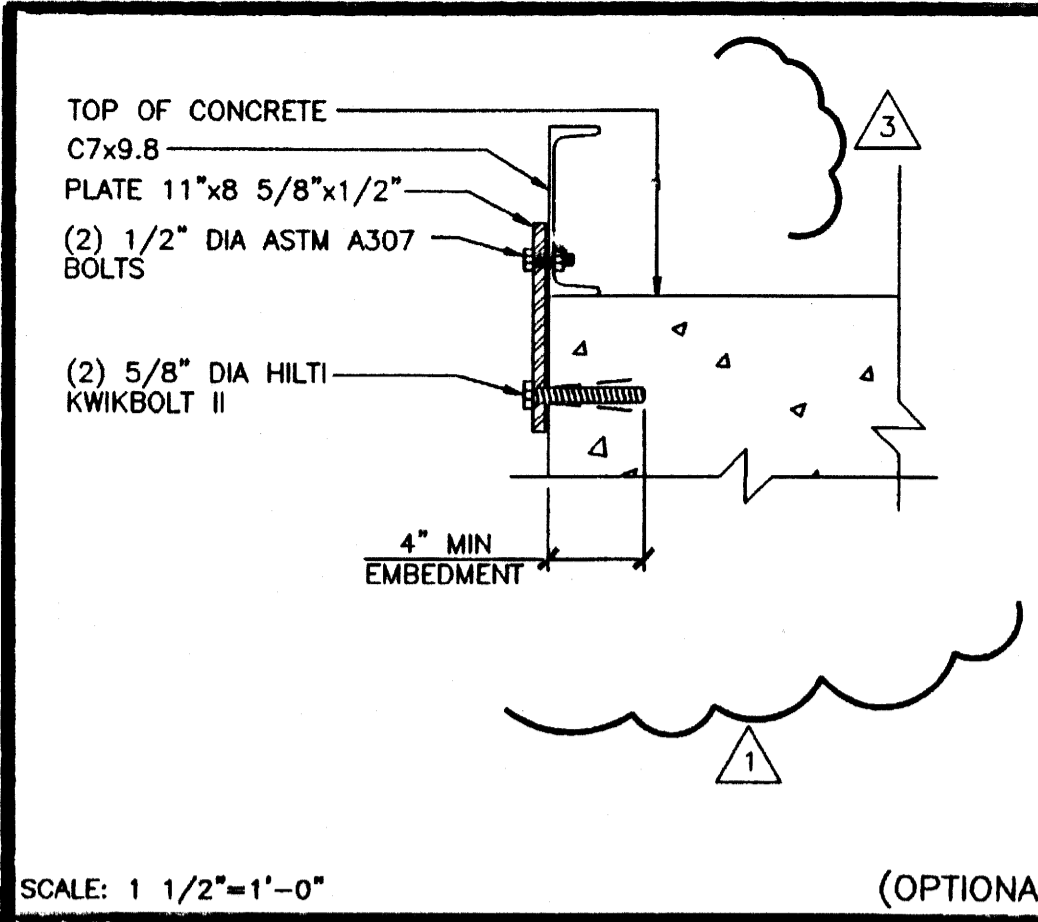 TOP OF CONCRETE
C7x9.8
PLATE 11"x8 5/8"x1/2"
(2) 1/2" DIA ASTM A307
BOLTS
(2) 5/8" DIA HILTI
KWIKBOLT II
4" MIN
EMBEDMENT
3
1
SCALE: 1 1/2"=1'-0"
(OPTIONA